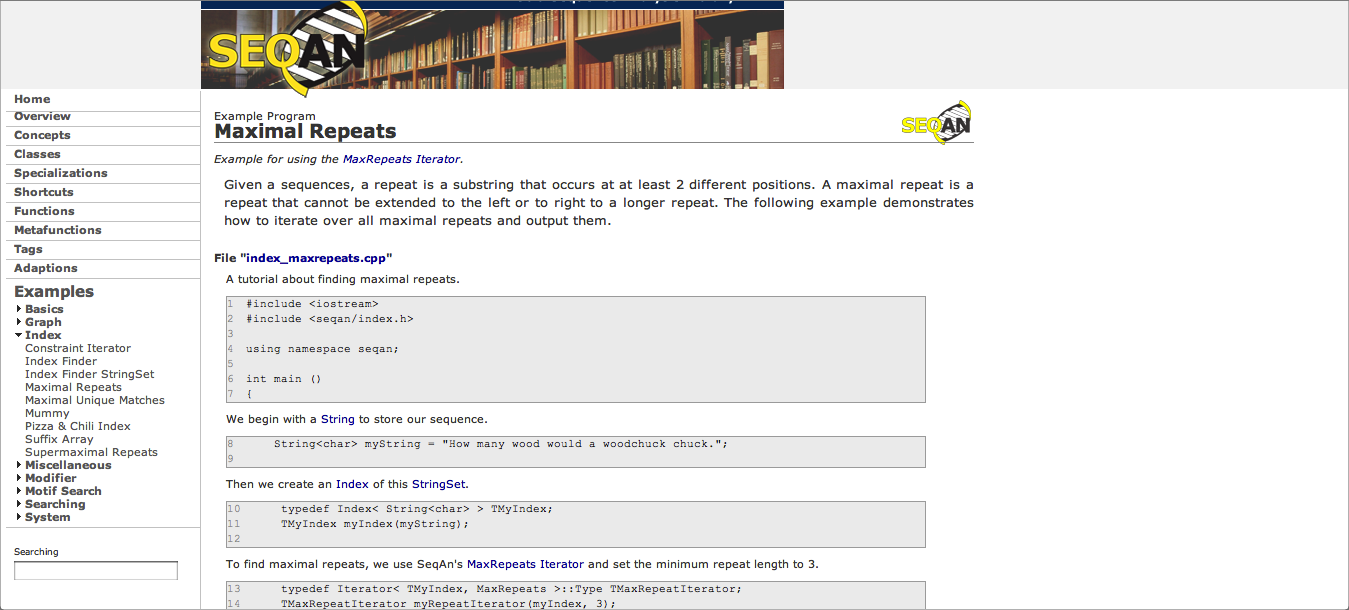 SEQAN
Home
Overview
Concepts
Classes
Specializations
Shortcuts
Functions
Metafunctions
Tags
Adaptions
Examples
Basics
Graph
Index
Constraint Iterator
Index Finder
Index Finder StringSet
Maximal Repeats
Maximal Unique Matches
Mummy
Pizza & Chili Index
Suffix Array
Supermaximal Repeats
Miscellaneous
Modifier
Motif Search
Searching
System
Searching
Example Program
Maximal Repeats
SEQAN
Example for using the MaxRepeats Iterator.
Given a sequences, a repeat is a substring that occurs at at least 2 different positions. A maximal repeat is a
repeat that cannot be extended to the left or to right to a longer repeat. The following example demonstrates
how to iterate over all maximal repeats and output them.
File "index_maxrepeats.cpp"
A tutorial about finding maximal repeats.
1 #include <iostream>
2 #include <seqan/index.h>
3
4 using namespace seqan;
5
6 int main ()
7 {
We begin with a String to store our sequence.
8 String<char> myString = "How many wood would a woodchuck chuck.";
9
Then we create an Index of this StringSet.
10 typedef Index< String<char> > TMyIndex;
11 TMyIndex myIndex(myString);
12
To find maximal repeats, we use SeqAn's MaxRepeats Iterator and set the minimum repeat length to 3.
13 typedef Iterator< TMyIndex, MaxRepeats >::Type TMaxRepeatIterator;
14 TMaxRepeatIterator myRepeatIterator(myIndex, 3);